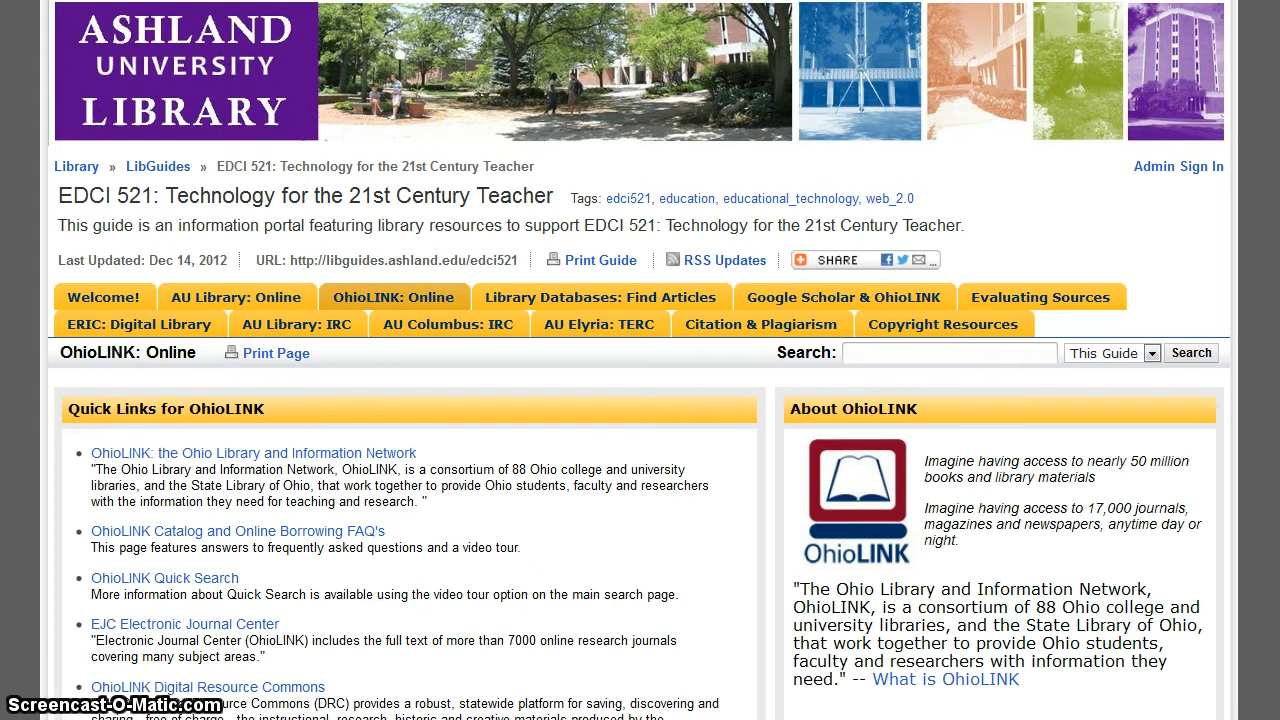 ASHLAND
UNIVERSITY
LIBRARY
Library » LibGuides » EDCI 521: Technology for the 21st Century Teacher
Admin Sign In
EDCI 521: Technology for the 21st Century Teacher Tags: edci521, education, educational_technology, web_2.0
This guide is an information portal featuring library resources to support EDCI 521: Technology for the 21st Century Teacher.
Last Updated: Dec 14, 2012 URL: http://libguides.ashland.edu/edci521 Print Guide RSS Updates SHARE ...
Welcome! AU Library: Online OhioLINK: Online Library Databases: Find Articles Google Scholar & OhioLINK Evaluating Sources
ERIC: Digital Library AU Library: IRC AU Columbus: IRC AU Elyria: TERC Citation & Plagiarism Copyright Resources
OhioLINK: Online Print Page Search: This Guide Search
Quick Links for OhioLINK
• OhioLINK: the Ohio Library and Information Network
"The Ohio Library and Information Network, OhioLINK, is a consortium of 88 Ohio college and university
libraries, and the State Library of Ohio, that work together to provide Ohio students, faculty and researchers
with the information they need for teaching and research. "
• OhioLINK Catalog and Online Borrowing FAQ's
This page features answers to frequently asked questions and a video tour.
• OhioLINK Quick Search
More information about Quick Search is available using the video tour option on the main search page.
• EJC Electronic Journal Center
"Electronic Journal Center (OhioLINK) includes the full text of more than 7000 online research journals
covering many subject areas."
• OhioLINK Digital Resource Commons
Commons (DRC) provides a robust, statewide platform for saving, discovering and
About OhioLINK
OhioLINK
Imagine having access to nearly 50 million
books and library materials
Imagine having access to 17,000 journals,
magazines and newspapers, anytime day or
night.
"The Ohio Library and Information Network,
OhioLINK, is a consortium of 88 Ohio college and
university libraries, and the State Library of Ohio,
that work together to provide Ohio students,
faculty and researchers with information they
need." -- What is OhioLINK
Screencast-O-Matic.com